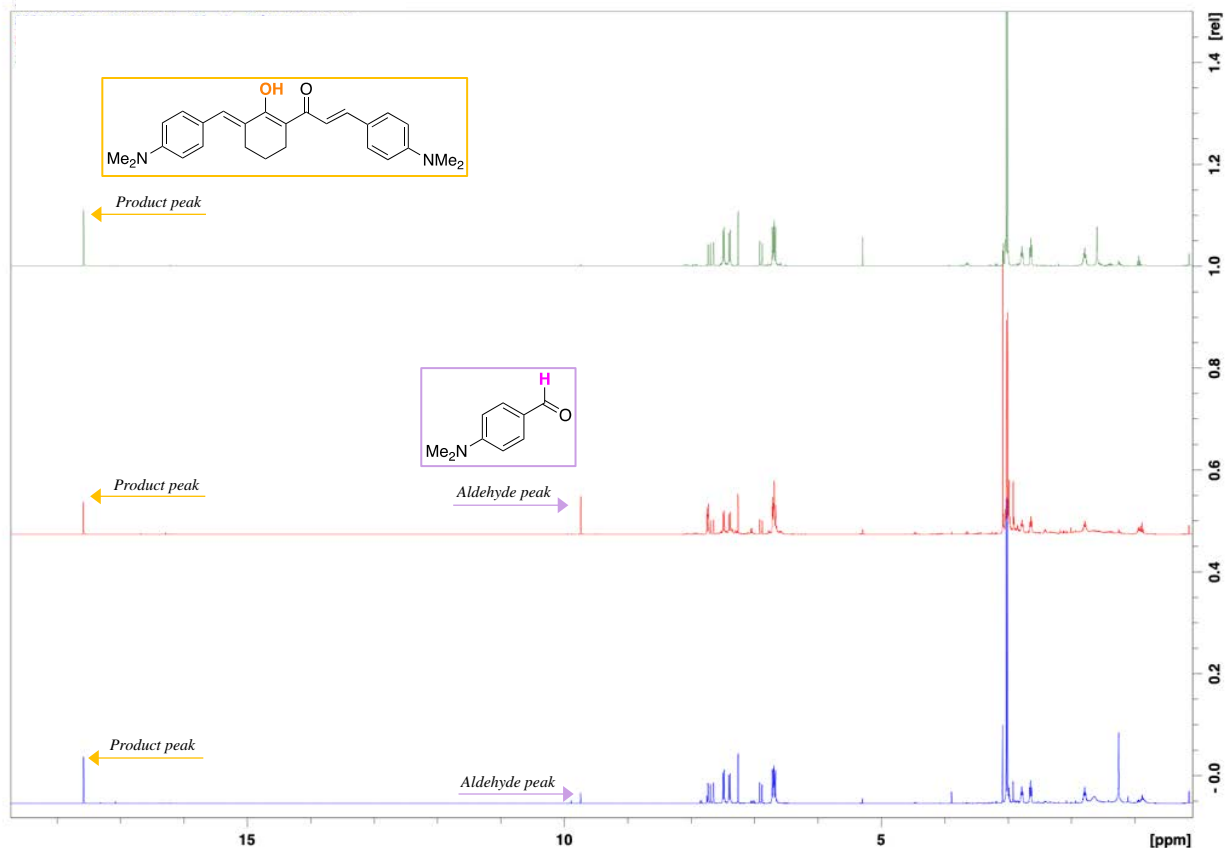 [rel]
1.4
OH
O
Me₂N
NMe₂
Product peak
1.2
1.0
0.8
H
O
Me₂N
0.6
Product peak
Aldehyde peak
0.4
0.2
Product peak
Aldehyde peak
- 0.0
15
10
5
[ppm]